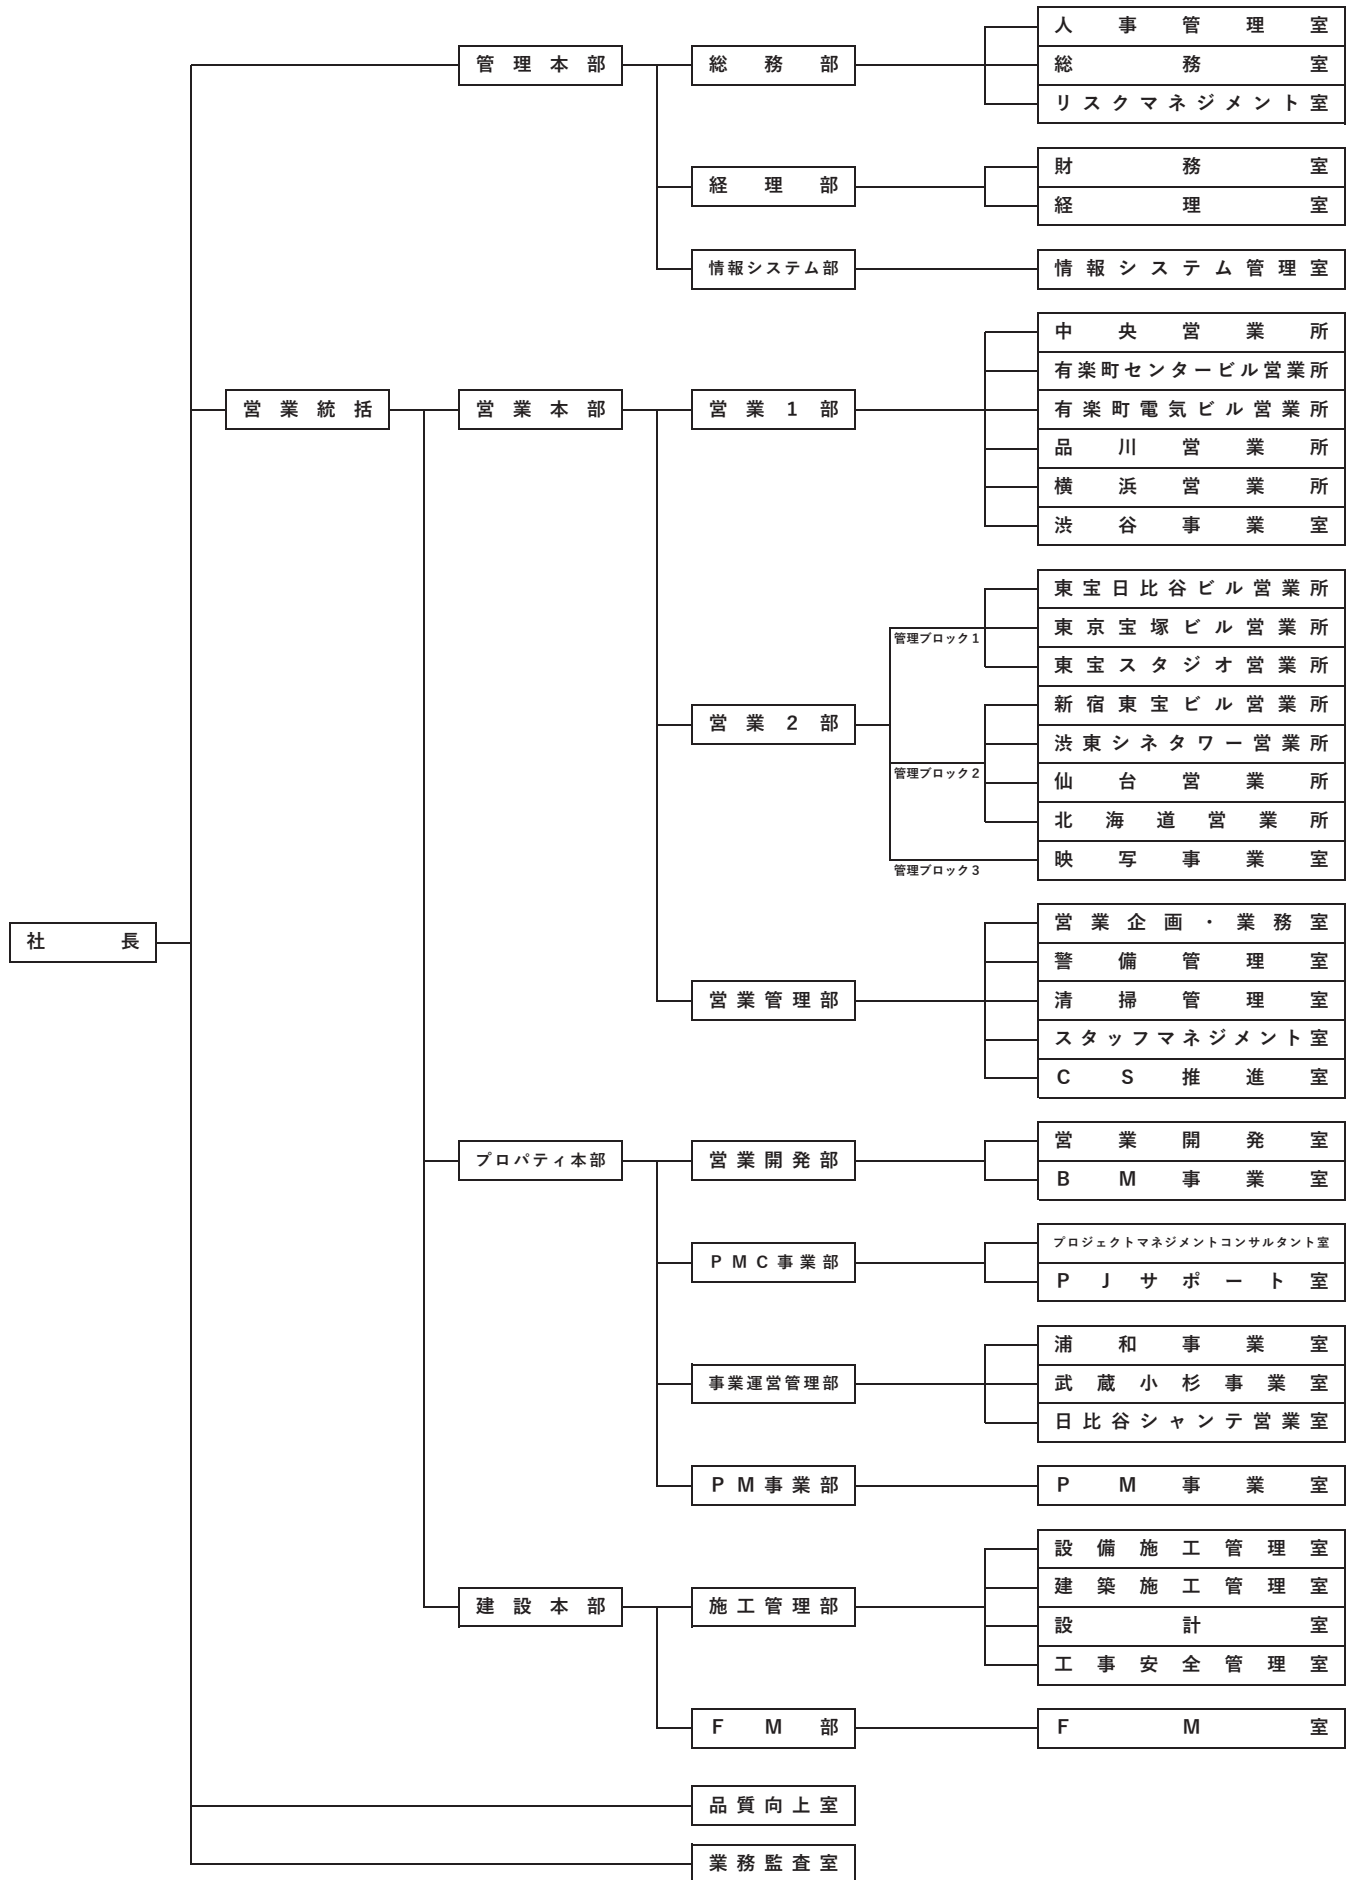 人事管理室
管理本部
総務部
総務室
リスクマネジメント室
財務室
経理部
経理室
情報システム部
情報システム管理室
中央営業所
有楽町センタービル営業所
営業統括
営業本部
営業1部
有楽町電気ビル営業所
品川営業所
横浜営業所
渋谷事業室
東宝日比谷ビル営業所
管理ブロック1
東京宝塚ビル営業所
東宝スタジオ営業所
新宿東宝ビル営業所
営業2部
渋東シネタワー営業所
管理ブロック2
仙台営業所
北海道営業所
映写事業室
管理ブロック3
社長
営業企画・業務室
警備管理室
営業管理部
清掃管理室
スタッフマネジメント室
CS推進室
プロパティ本部
営業開発部
営業開発室
BM事業室
PMC事業部
プロジェクトマネジメントコンサルタント室
PJサポート室
浦和事業室
事業運営管理部
武蔵小杉事業室
日比谷シャンテ営業室
PM事業部
PM事業室
設備施工管理室
建設本部
施工管理部
建築施工管理室
設計室
工事安全管理室
FM部
FM室
品質向上室
業務監査室